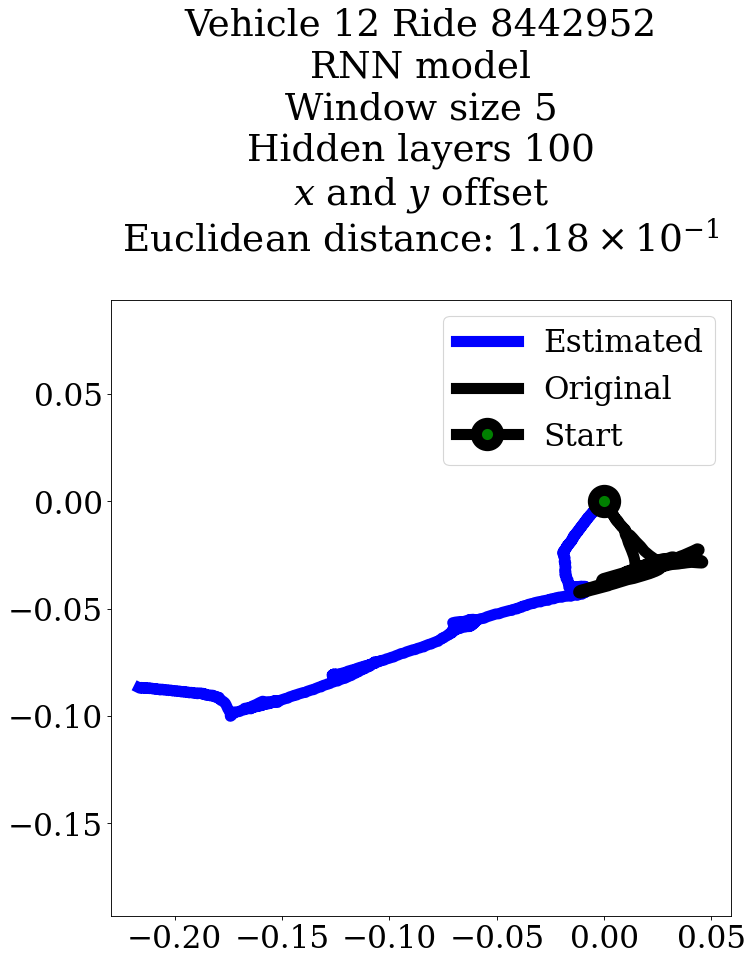 Vehicle 12 Ride 8442952
RNN model
Window size 5
Hidden layers 100
x and y offset
Euclidean distance: 1.18 × 10⁻¹
Estimated
Original
Start
0.05
0.00
−0.05
−0.10
−0.15
−0.20 −0.15 −0.10 −0.05 0.00 0.05